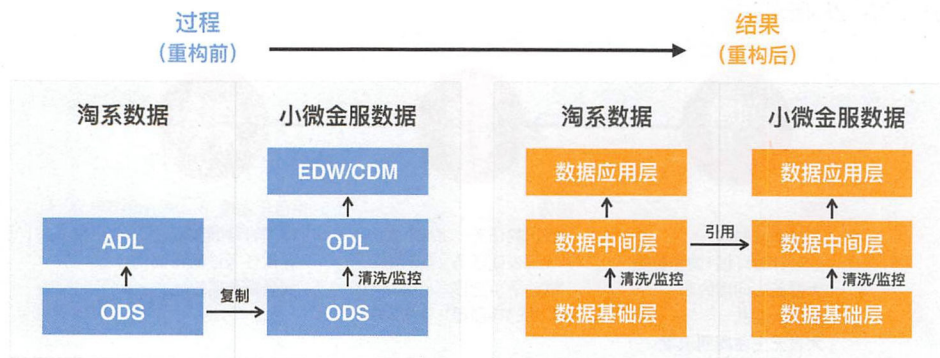 过程
（重构前）
结果
（重构后）
淘系数据
小微金服数据
EDW/CDM
ADL
ODL
清洗/监控
ODS
复制
ODS
淘系数据
小微金服数据
数据应用层
数据应用层
数据中间层
引用
数据中间层
清洗/监控
清洗/监控
数据基础层
数据基础层